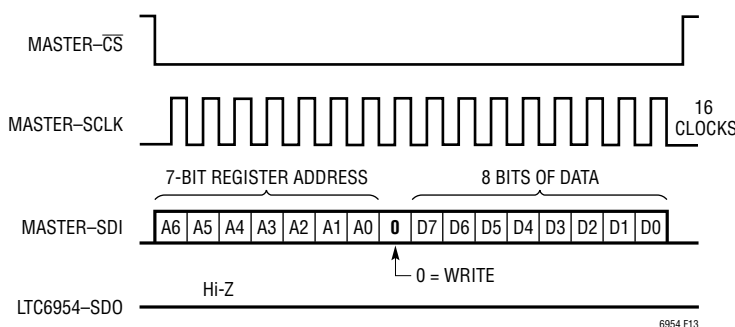 MASTER–C̅S̅
MASTER–SCLK
16
CLOCKS
7-BIT REGISTER ADDRESS
8 BITS OF DATA
MASTER–SDI
A6 A5 A4 A3 A2 A1 A0 0 D7 D6 D5 D4 D3 D2 D1 D0
0 = WRITE
Hi-Z
LTC6954–SDO
6954 F13